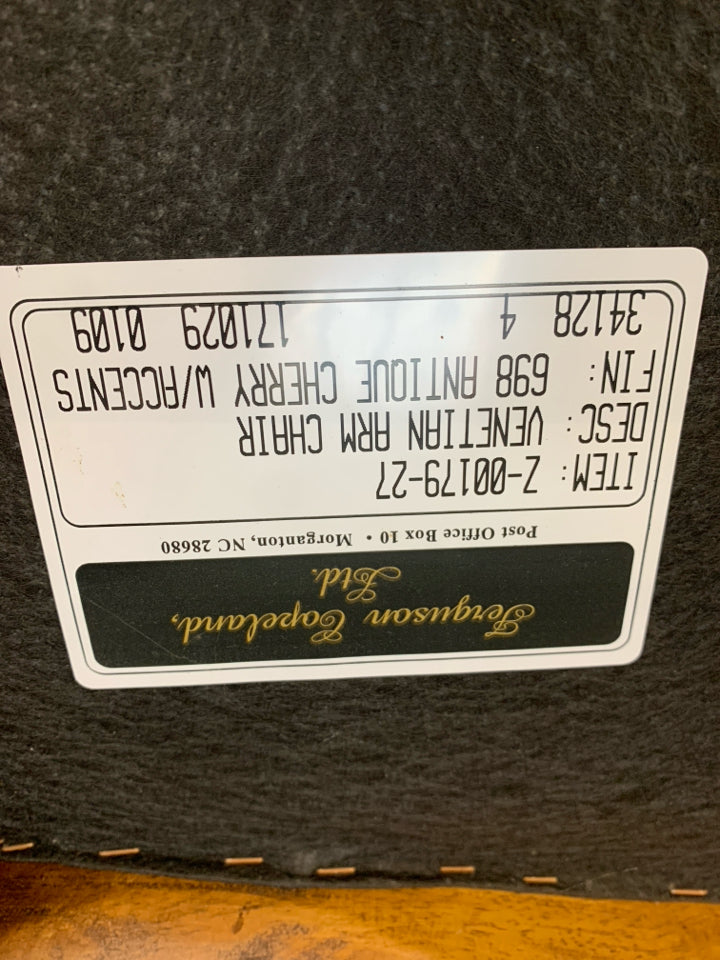 Ferguson Copeland,
Ltd.
Post Office Box 10 • Morganton, NC 28680
ITEM: Z-00179-27
DESC: VENETIAN ARM CHAIR
FIN: 698 ANTIQUE CHERRY W/ACCENTS
34128 4 171029 0109